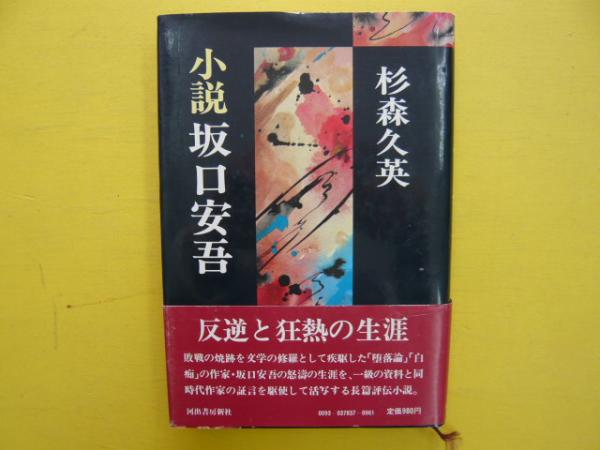 小説 坂口安吾
杉森久英
反逆と狂熱の生涯
敗戦の焼跡を文学の修羅として疾駆した「堕落論」「白
痴」の作家・坂口安吾の怒濤の生涯を、一級の資料と同
時代作家の証言を駆使して活写する長篇評伝小説。
河出書房新社
0093-037837-0961
定価980円